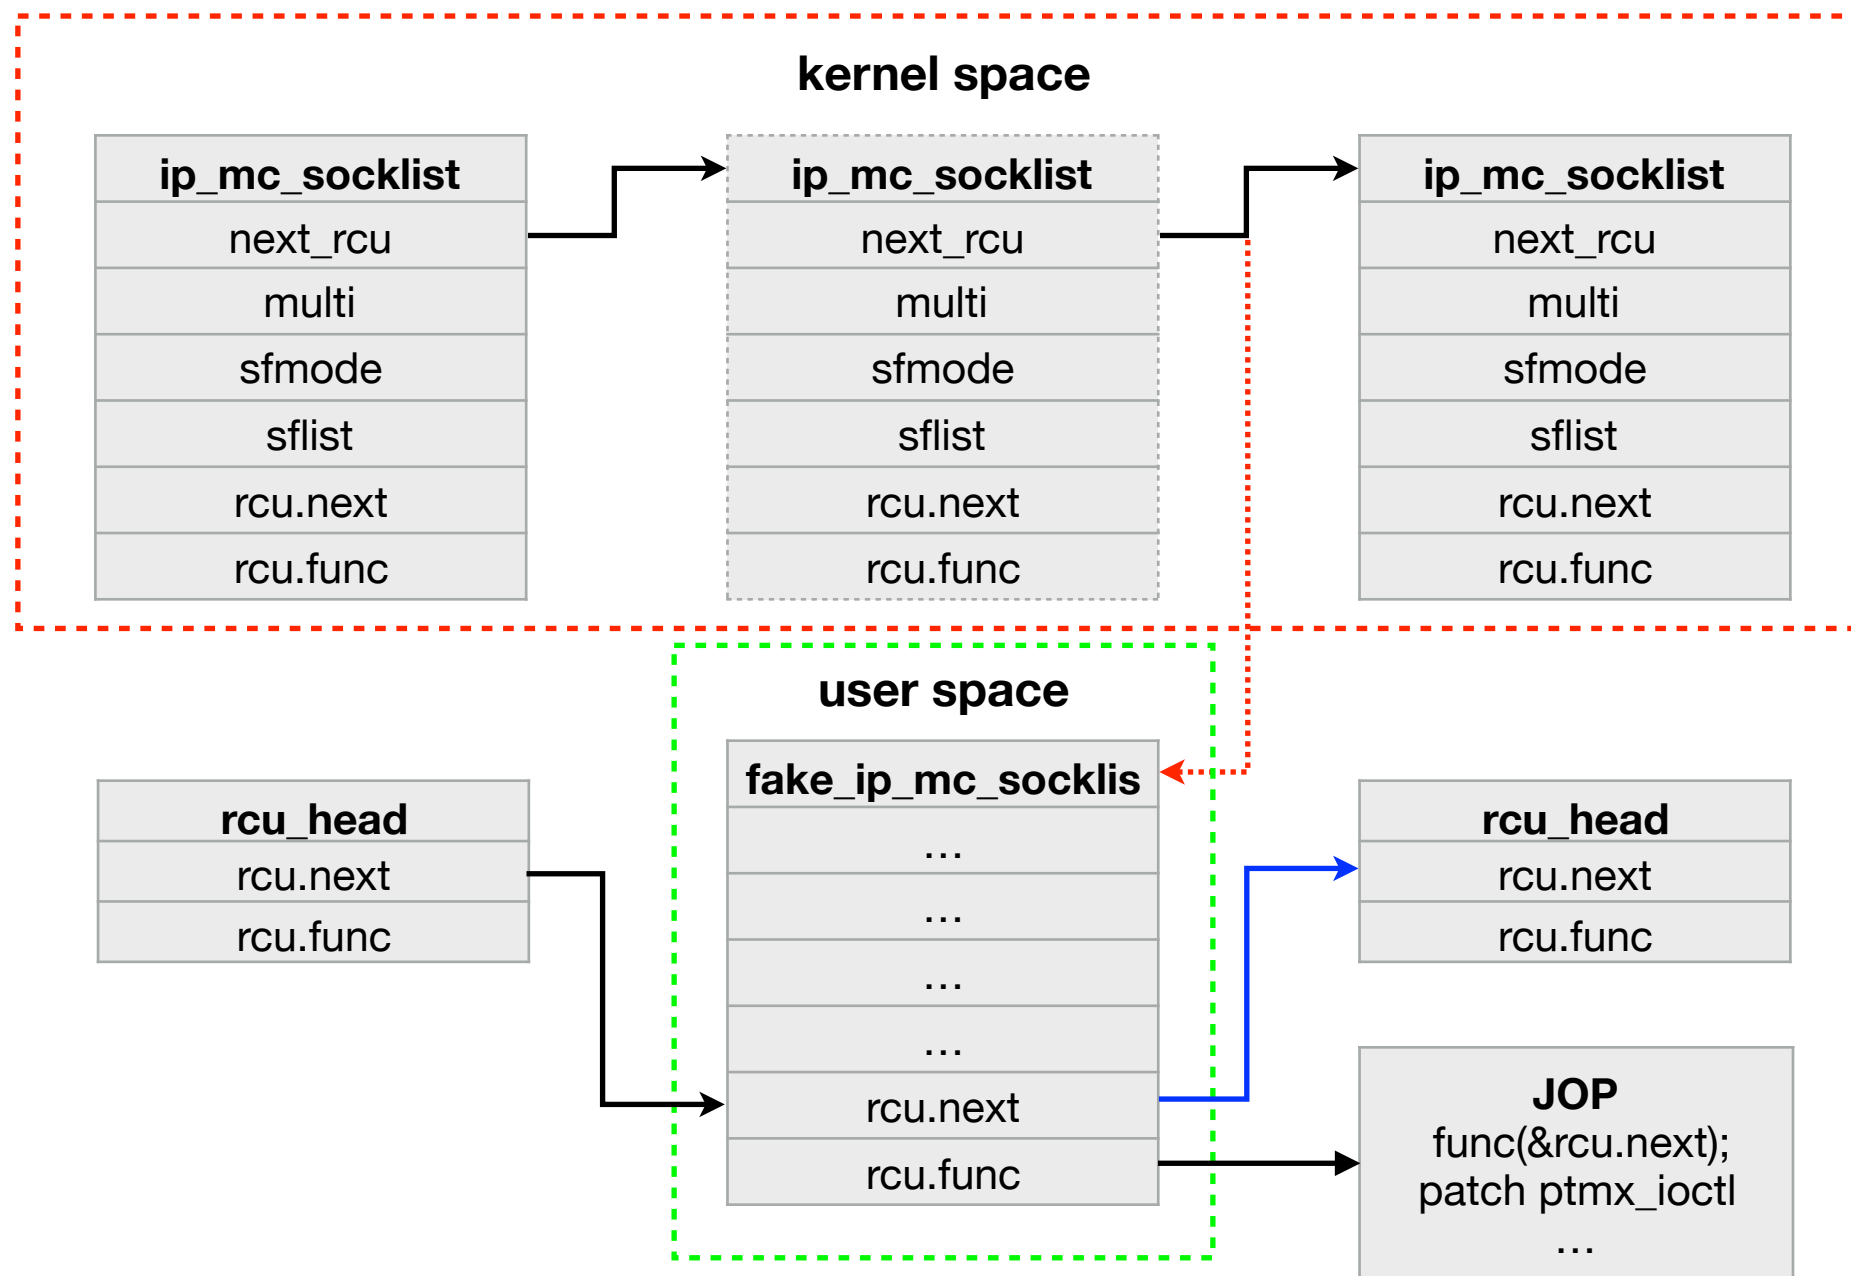 kernel space
ip_mc_socklist
next_rcu
multi
sfmode
sflist
rcu.next
rcu.func
ip_mc_socklist
next_rcu
multi
sfmode
sflist
rcu.next
rcu.func
ip_mc_socklist
next_rcu
multi
sfmode
sflist
rcu.next
rcu.func
rcu_head
rcu.next
rcu.func
user space
fake_ip_mc_socklis
...
...
...
...
rcu.next
rcu.func
rcu_head
rcu.next
rcu.func
JOP
func(&rcu.next);
patch ptmx_ioctl
...